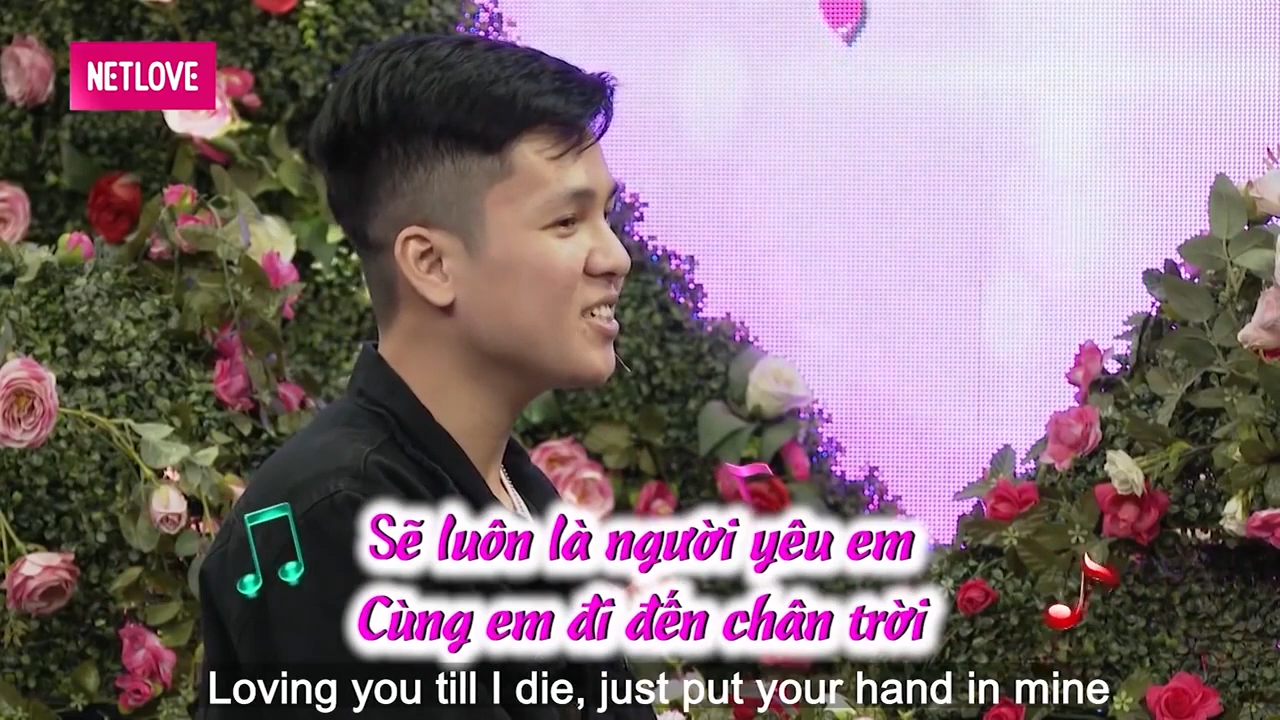 NETLOVE
Sẽ luôn là người yêu em
Cùng em đi đến chân trời
Loving you till I die, just put your hand in mine